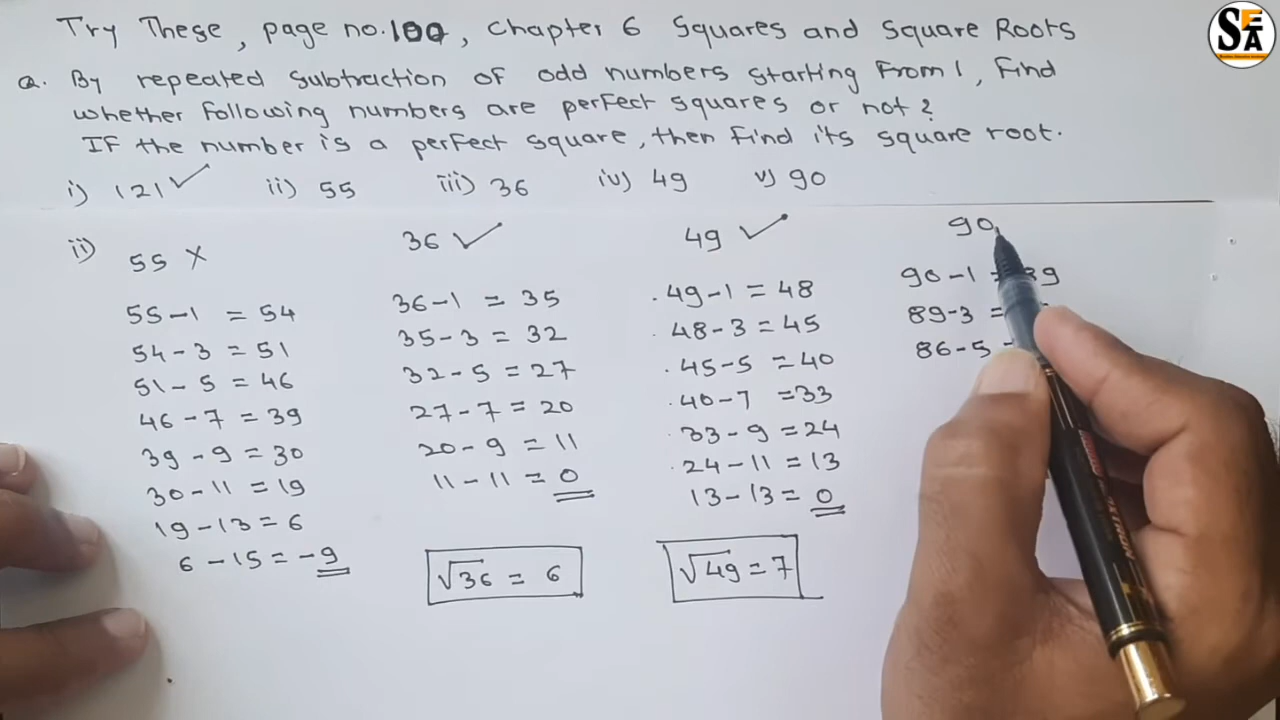 Try These, page no.100, Chapter 6 Squares and Square Roots
Q. By repeated subtraction of odd numbers starting from 1, find
whether following numbers are perfect squares or not?
If the number is a perfect square, then find its square root.
i) 121 ✓ ii) 55 iii) 36 iv) 49 v) 90
ii) 55 ×
55-1 = 54
54-3 = 51
51-5 = 46
46-7 = 39
39-9 = 30
30-11 = 19
19-13 = 6
6-15 = -9
36 ✓
36-1 = 35
35-3 = 32
32-5 = 27
27-7 = 20
20-9 = 11
11-11 = 0
√36 = 6
49 ✓
.49-1 = 48
.48-3 = 45
.45-5 = 40
.40-7 = 33
.33-9 = 24
.24-11 = 13
13-13 = 0
√49 = 7
90
90-1 =
89-3 =
86-5
SFA